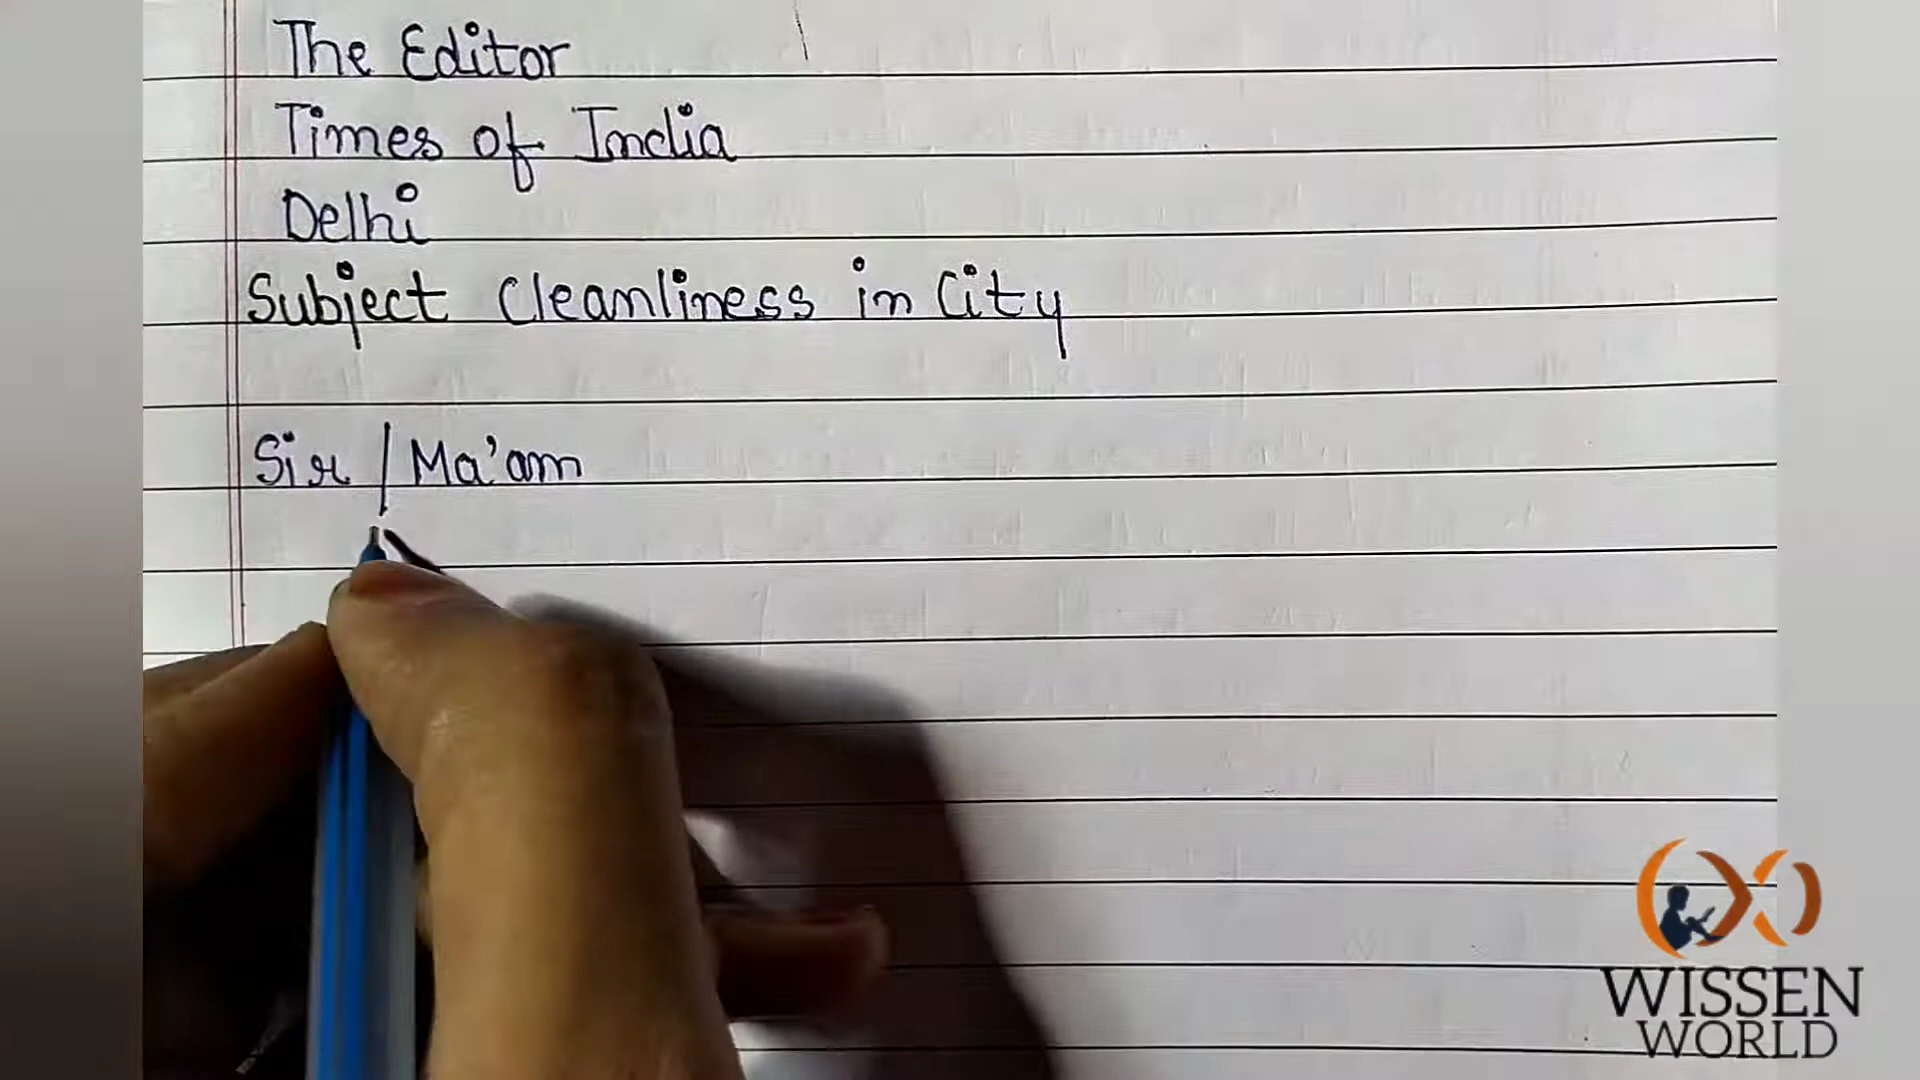 The Editor
Times of India
Delhi
Subject Cleanliness in City
Sir / Ma'am
WISSEN
WORLD